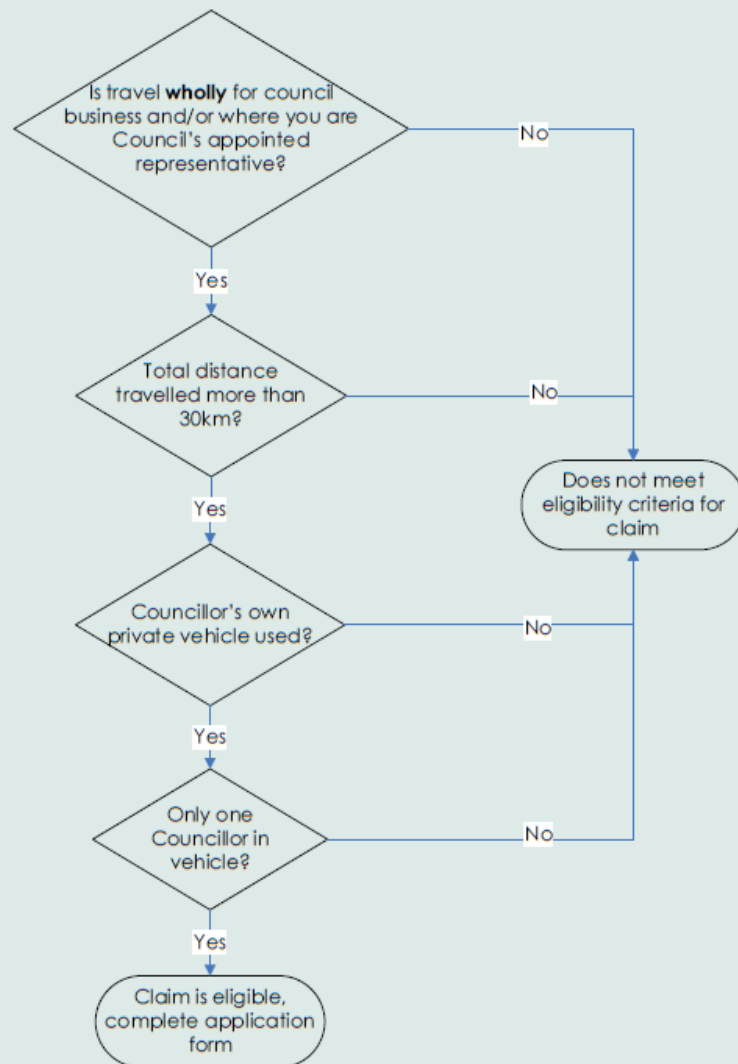 Is travel wholly for council
business and/or where you are
Council's appointed
representative?
No
Yes
Total distance
travelled more than
30km?
No
Yes
Does not meet
eligibility criteria for
claim
Councillor's own
private vehicle used?
No
Yes
Only one
Councillor in
vehicle?
No
Yes
Claim is eligible,
complete application
form